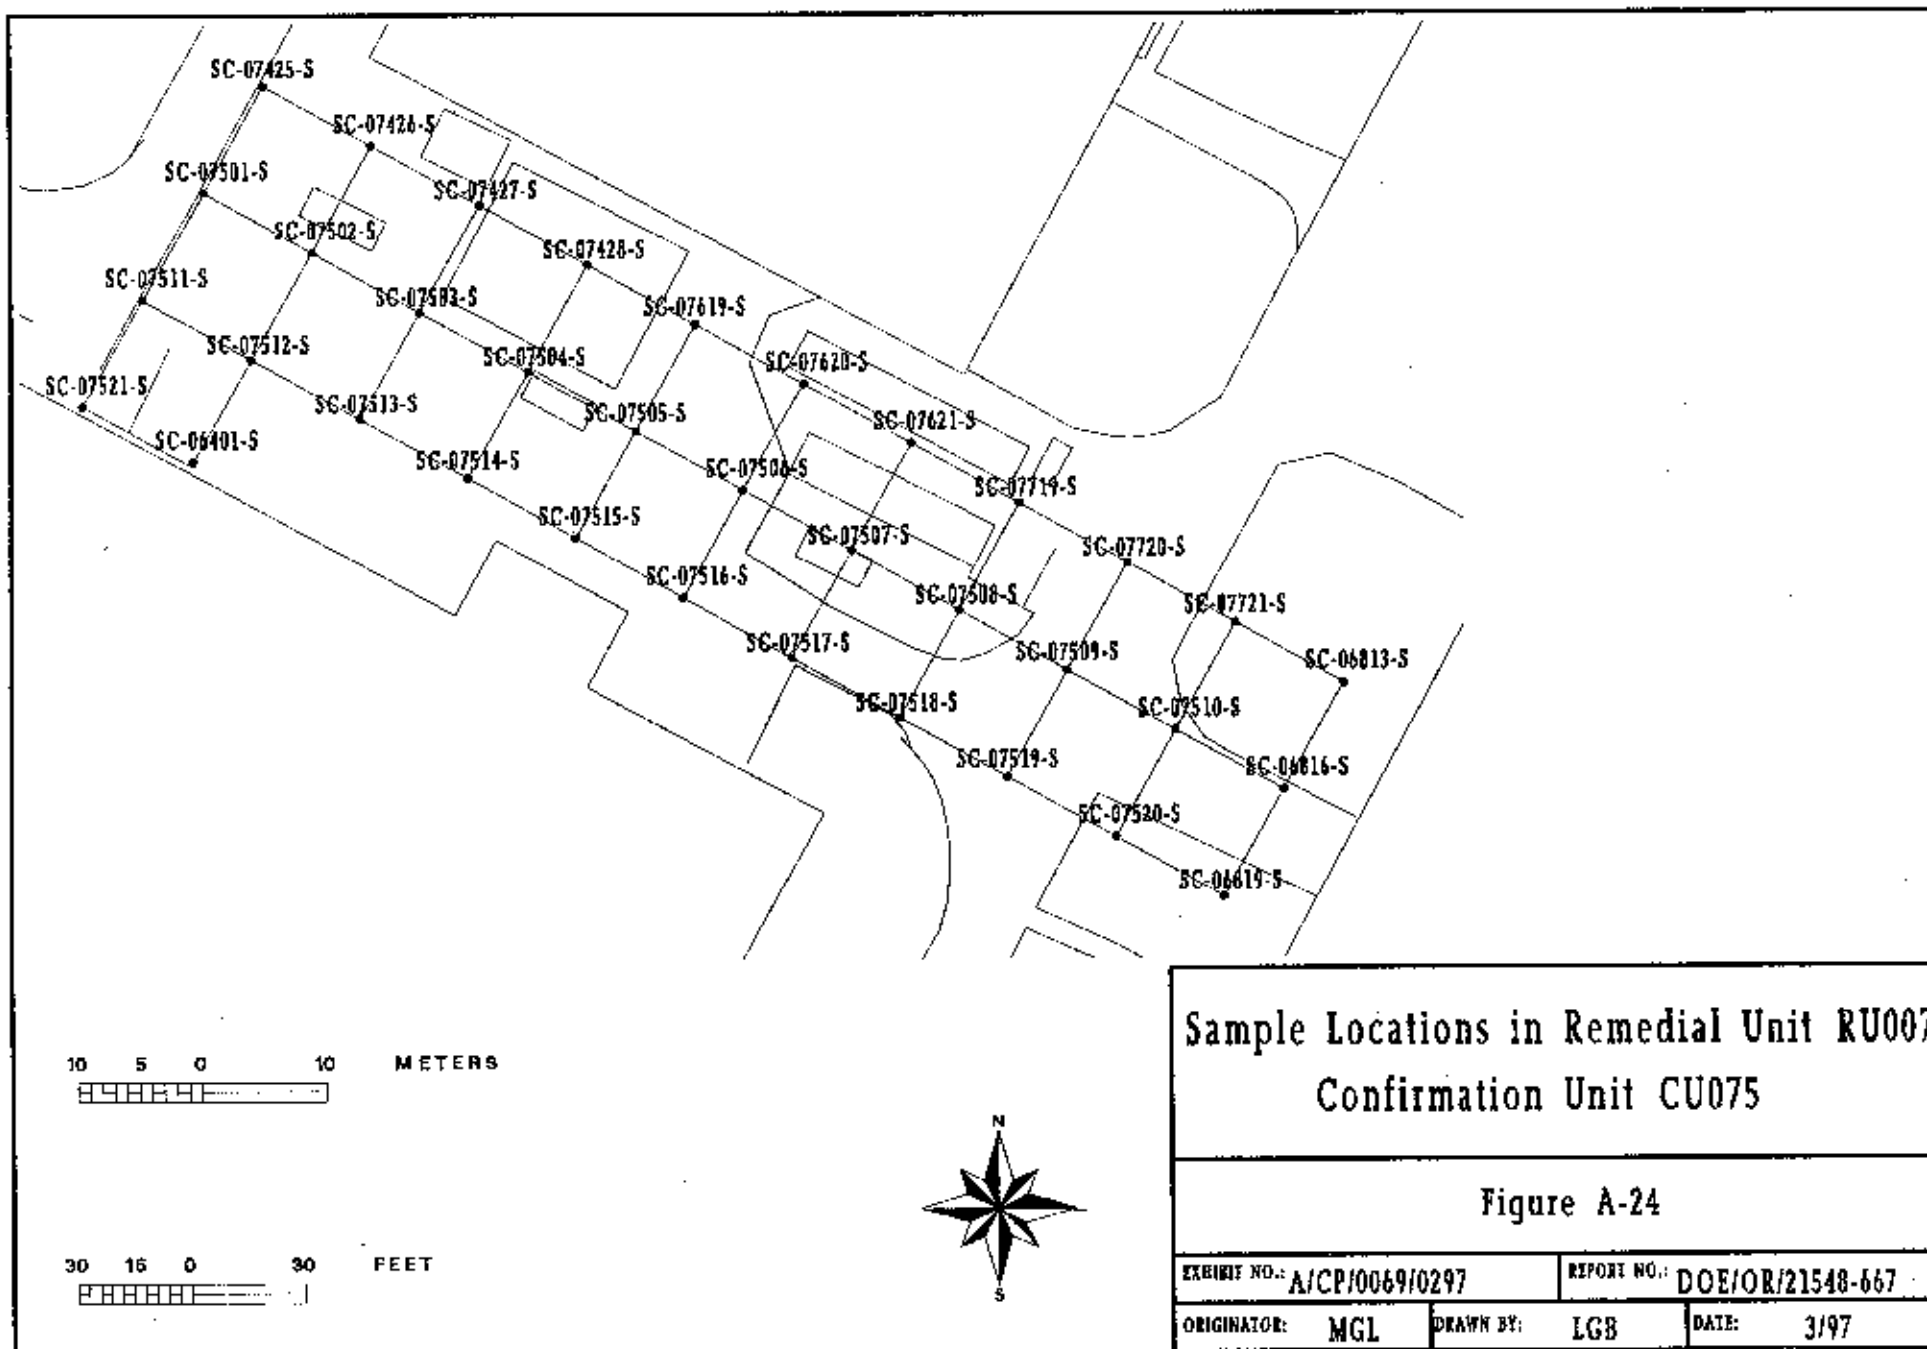 SC-07425-S
SC-07426-S
SC-07501-S
SC-07427-S
SC-07502-S
SC-07428-S
SC-07511-S
SC-07503-S
SC-07619-S
SC-07512-S
SC-07504-S
SC-07620-S
SC-07521-S
SC-07513-S
SC-07505-S
SC-07621-S
SC-06401-S
SC-07514-S
SC-07506-S
SC-07719-S
SC-07515-S
SC-07507-S
SC-07720-S
SC-07516-S
SC-07508-S
SC-07721-S
SC-07517-S
SC-07509-S
SC-06813-S
SC-07518-S
SC-07510-S
SC-07519-S
SC-06816-S
SC-07520-S
SC-06819-S
10 5 0 10 METERS
30 15 0 30 FEET
N
S
Sample Locations in Remedial Unit RU007
Confirmation Unit CU075
Figure A-24
EXHIBIT NO.: A/CP/0069/0297 REPORT NO.: DOE/OR/21548-667
ORIGINATOR: MGL DRAWN BY: LGB DATE: 3/97